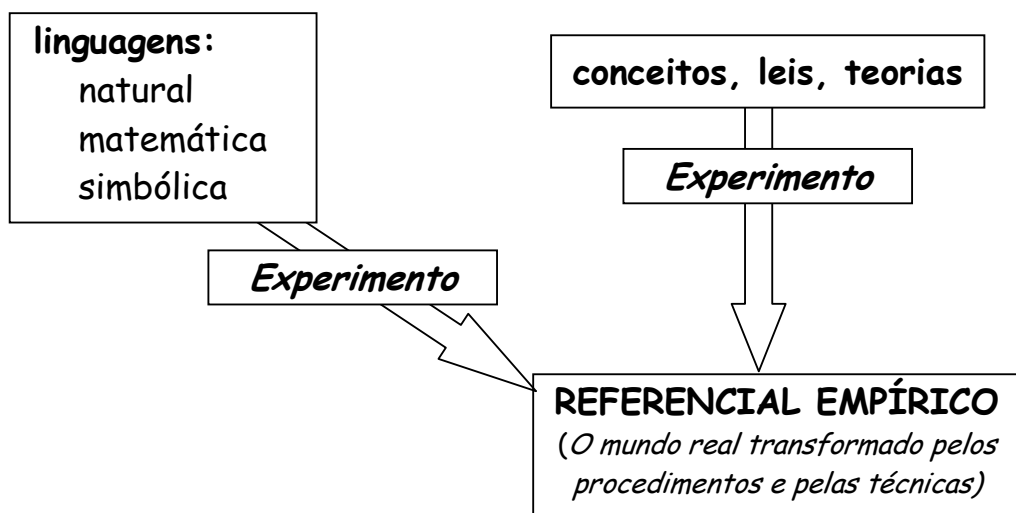 linguagens:
natural
matemática
simbólica
conceitos, leis, teorias
Experimento
Experimento
REFERENCIAL EMPÍRICO
(O mundo real transformado pelos
procedimentos e pelas técnicas)